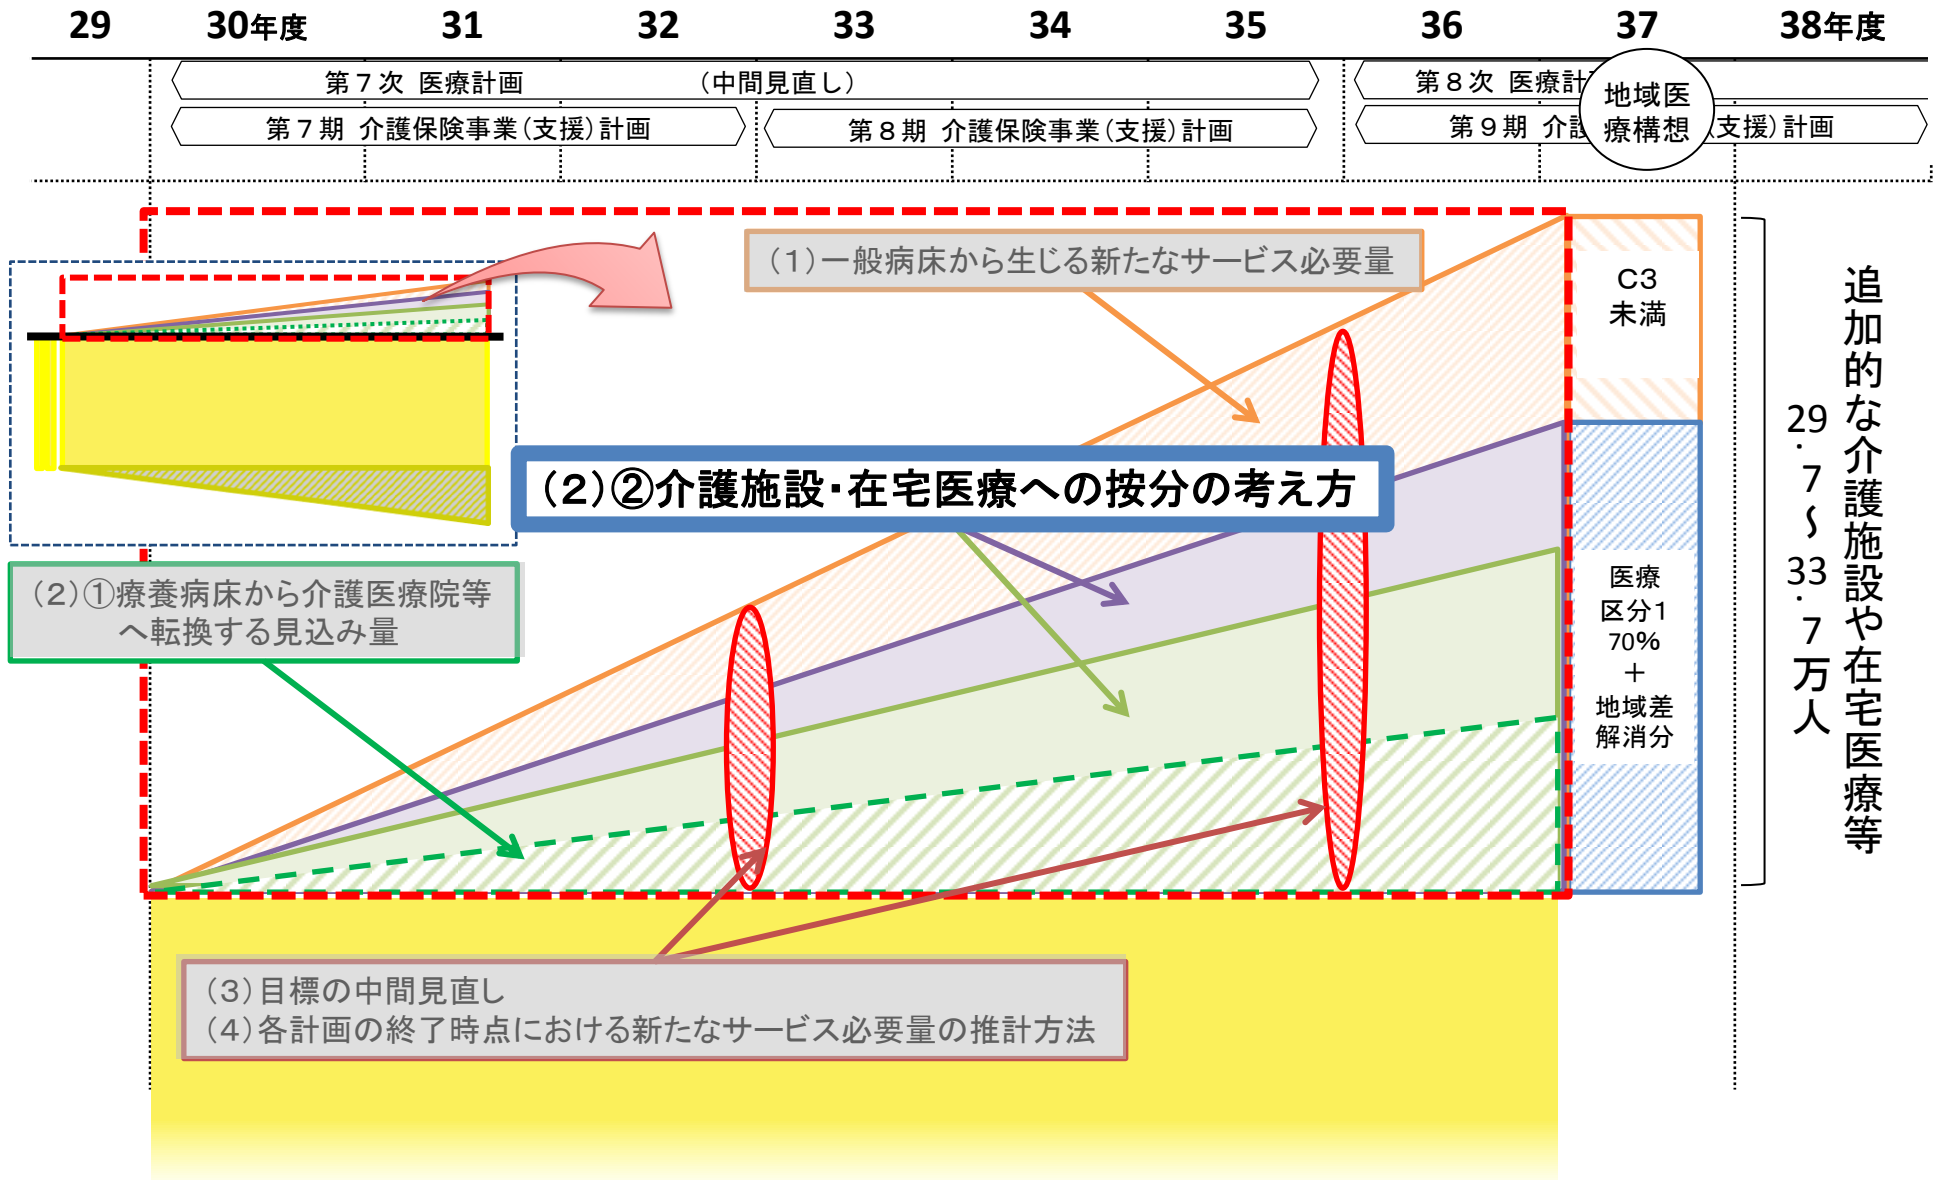 29 30年度 31 32 33 34 35 36 37 38年度
第7次 医療計画 (中間見直し)
第8次 医療計
第7期 介護保険事業(支援)計画
第8期 介護保険事業(支援)計画
第9期 介護
支援)計画
地域医
療構想
(1)一般病床から生じる新たなサービス必要量
C3
未満
(2)②介護施設・在宅医療への按分の考え方
(2)①療養病床から介護医療院等
へ転換する見込み量
医療
区分1
70%
+
地域差
解消分
追加的な介護施設や在宅医療等
29.7~33.7万人
(3)目標の中間見直し
(4)各計画の終了時点における新たなサービス必要量の推計方法